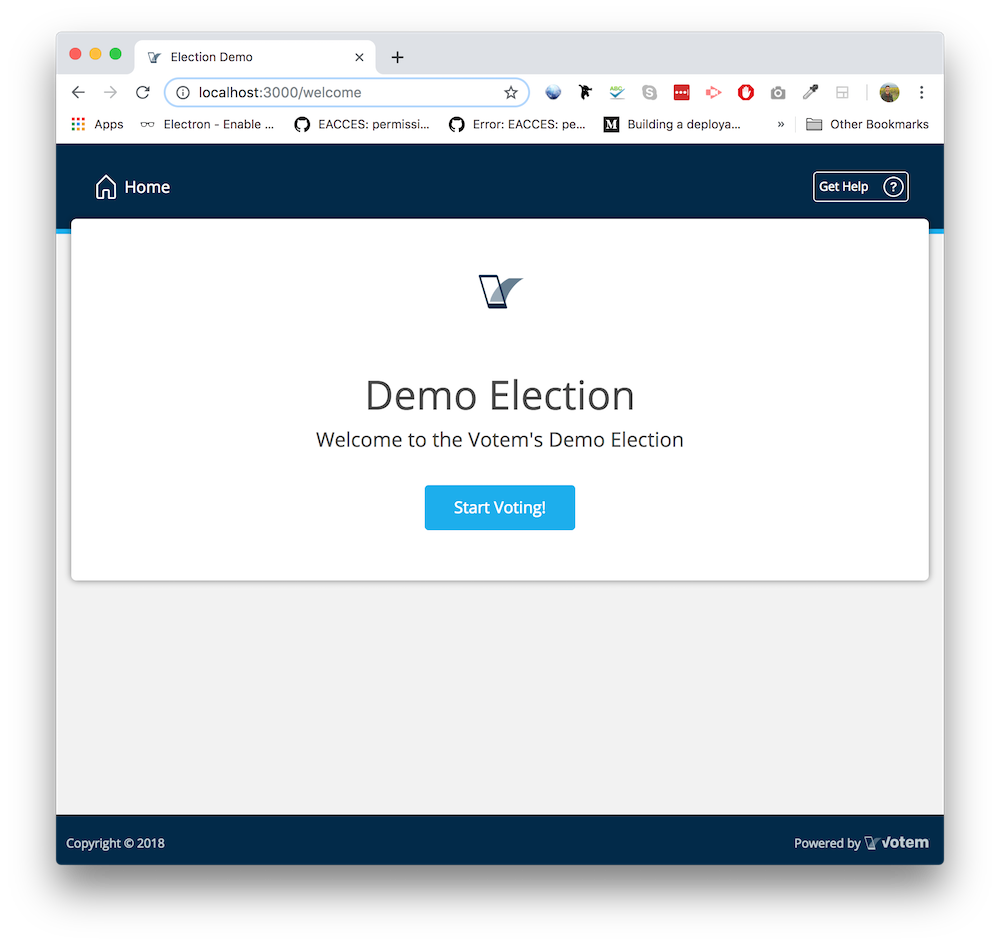 Election Demo
localhost:3000/welcome
ABC
Apps
Electron - Enable ...
EACCES: permissi...
Error: EACCES: pe...
M
Building a deploya...
»
Other Bookmarks
Home
Get Help ?
Demo Election
Welcome to the Votem's Demo Election
Start Voting!
Copyright © 2018
Powered by Votem